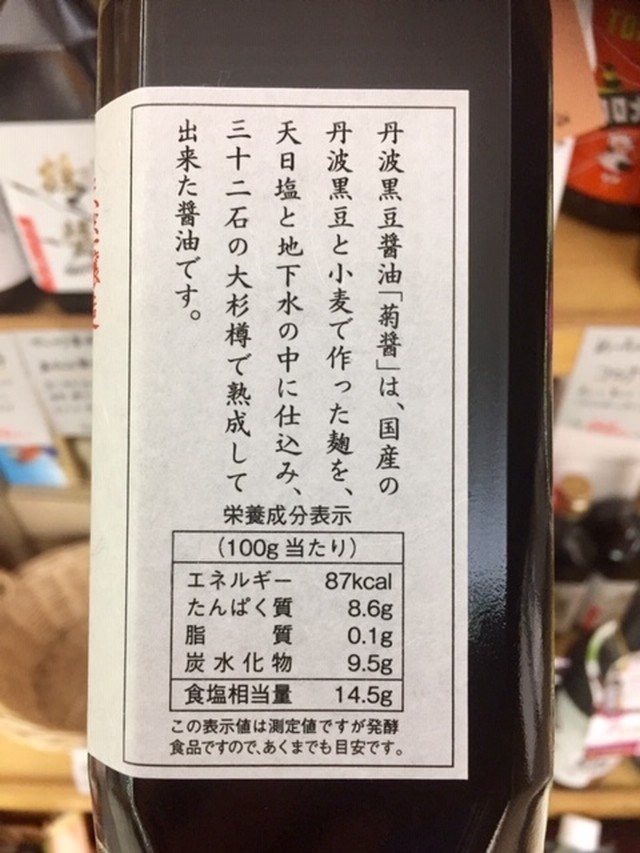 丹波黒豆醤油「菊醤」は、国産の
丹波黒豆と小麦で作った麹を、
天日塩と地下水の中に仕込み、
三十二石の大杉樽で熟成して
出来た醤油です。
栄養成分表示
(100g当たり)
エネルギー 87kcal
たんぱく質 8.6g
脂質 0.1g
炭水化物 9.5g
食塩相当量 14.5g
この表示値は測定値ですが発酵
食品ですので、あくまでも目安です。